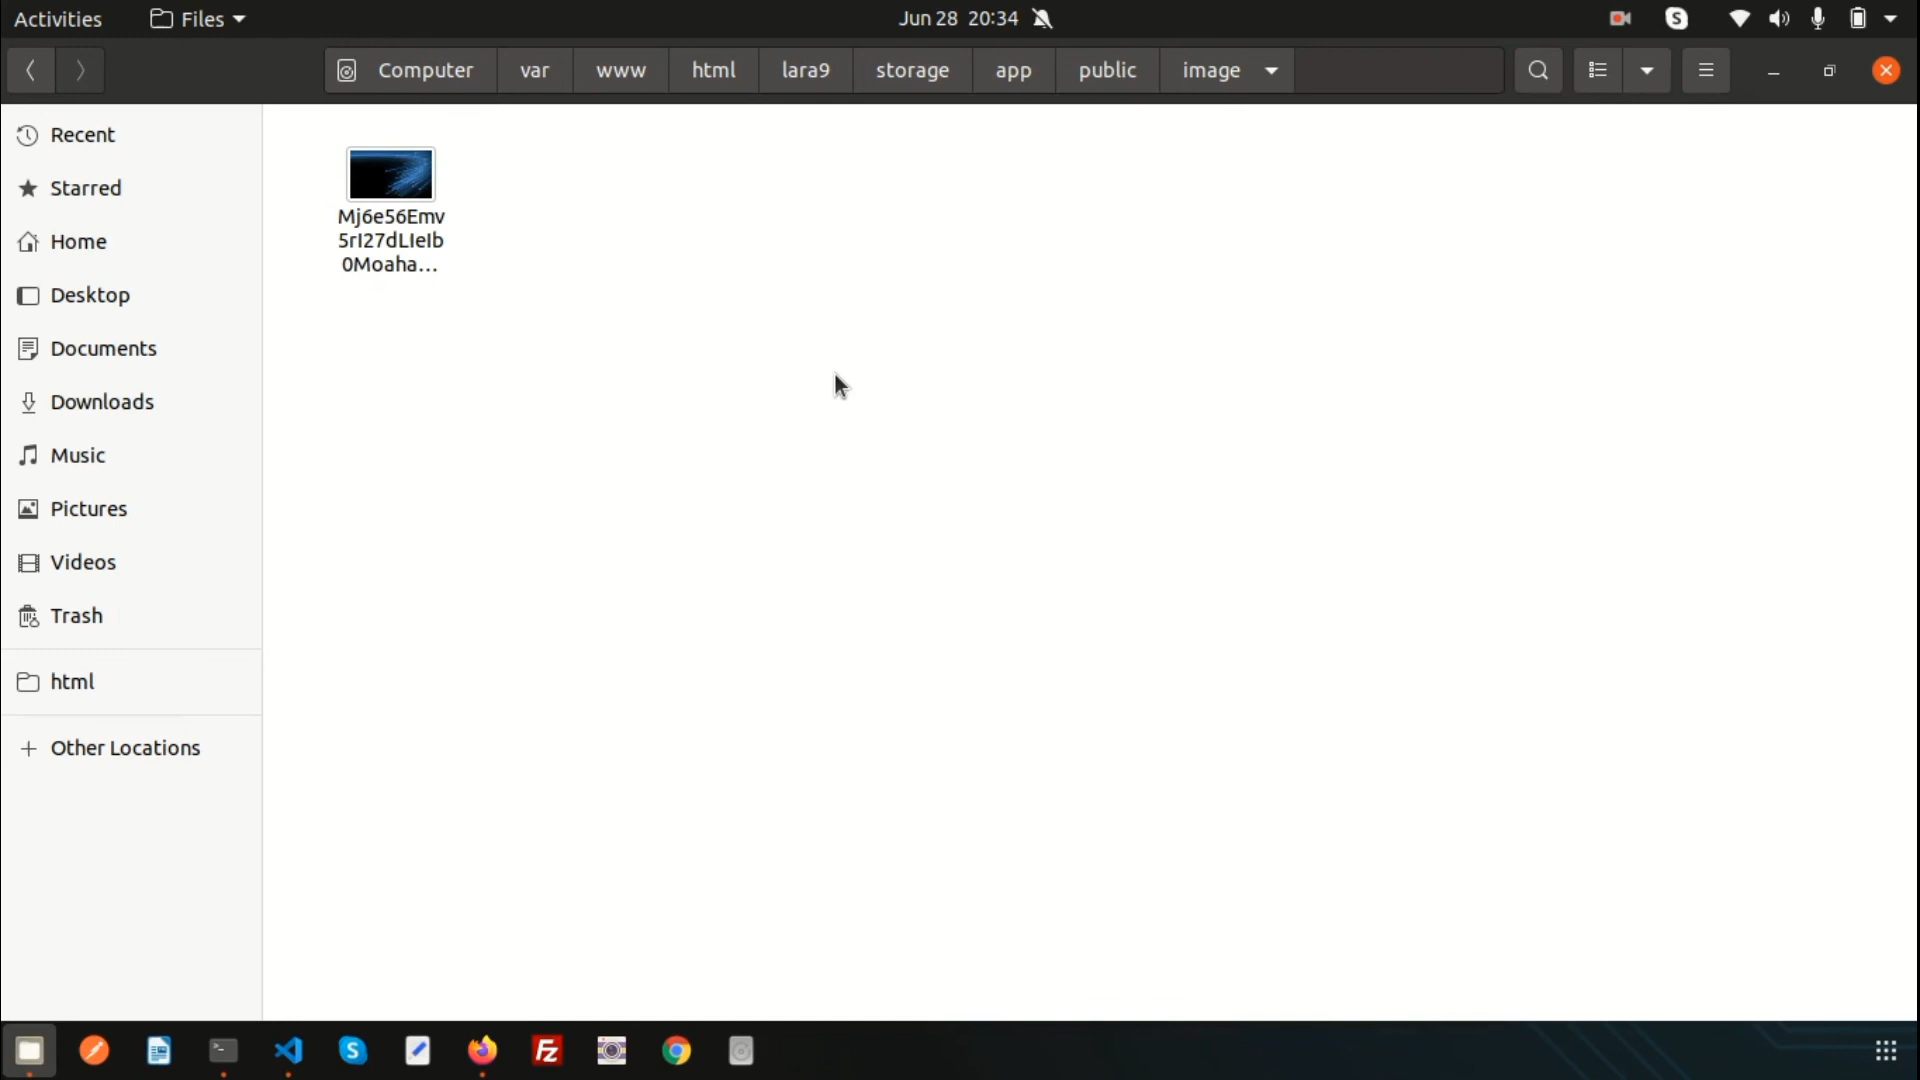 Activities Files Jun 28 20:34
Computer var www html lara9 storage app public image
Recent
Starred
Home
Desktop
Documents
Downloads
Music
Pictures
Videos
Trash
html
Other Locations
Mj6e56Emv
5rI27dLIeIb
0Moaha...